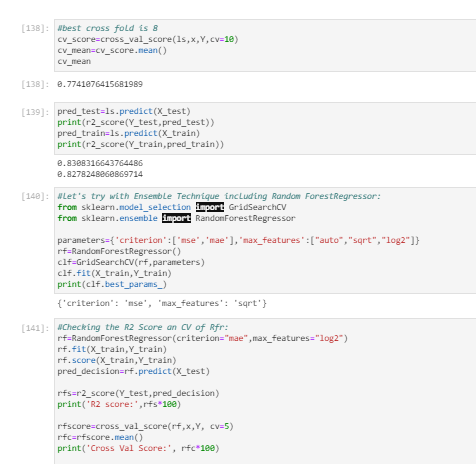 [138]: #best cross fold is 8
cv_score=cross_val_score(ls,x,Y,cv=10)
cv_mean=cv_score.mean()
cv_mean
[138]: 0.7741076415681989
[139]: pred_test=ls.predict(X_test)
print(r2_score(Y_test,pred_test))
pred_train=ls.predict(X_train)
print(r2_score(Y_train,pred_train))
0.8308316643764486
0.8278248060869714
[140]: #Let's try with Ensemble Technique including Random ForestRegressor:
from sklearn.model_selection import GridSearchCV
from sklearn.ensemble import RandomForestRegressor
parameters={'criterion':['mse','mae'],'max_features':["auto","sqrt","log2"]}
rf=RandomForestRegressor()
clf=GridSearchCV(rf,parameters)
clf.fit(X_train,Y_train)
print(clf.best_params_)
{'criterion': 'mse', 'max_features': 'sqrt'}
[141]: #Checking the R2 Score an CV of Rfr:
rf=RandomForestRegressor(criterion="mae",max_features="log2")
rf.fit(X_train,Y_train)
rf.score(X_train,Y_train)
pred_decision=rf.predict(X_test)
rfs=r2_score(Y_test,pred_decision)
print('R2 score:',rfs*100)
rfscore=cross_val_score(rf,x,Y, cv=5)
rfc=rfscore.mean()
print('Cross Val Score:', rfc*100)